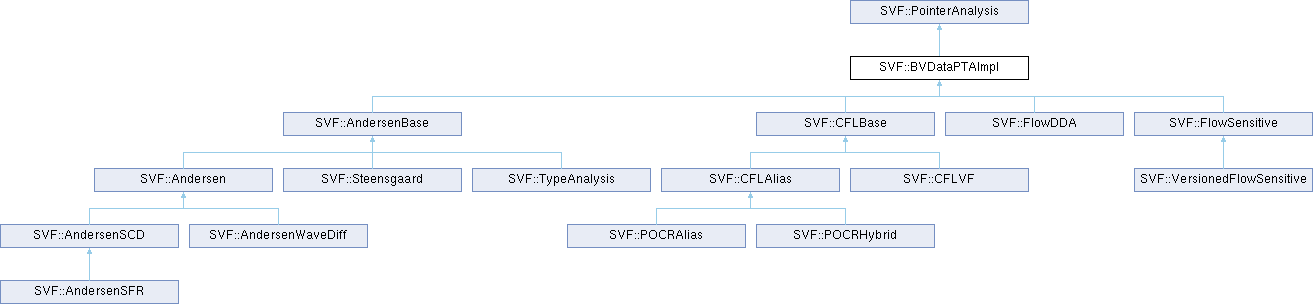 SVF::PointerAnalysis
SVF::BVDataPTAImpl
SVF::AndersenBase
SVF::CFLBase
SVF::FlowDDA
SVF::FlowSensitive
SVF::Andersen
SVF::Steensgaard
SVF::TypeAnalysis
SVF::CFLAlias
SVF::CFLVF
SVF::VersionedFlowSensitive
SVF::AndersenSCD
SVF::AndersenWaveDiff
SVF::POCRAlias
SVF::POCRHybrid
SVF::AndersenSFR